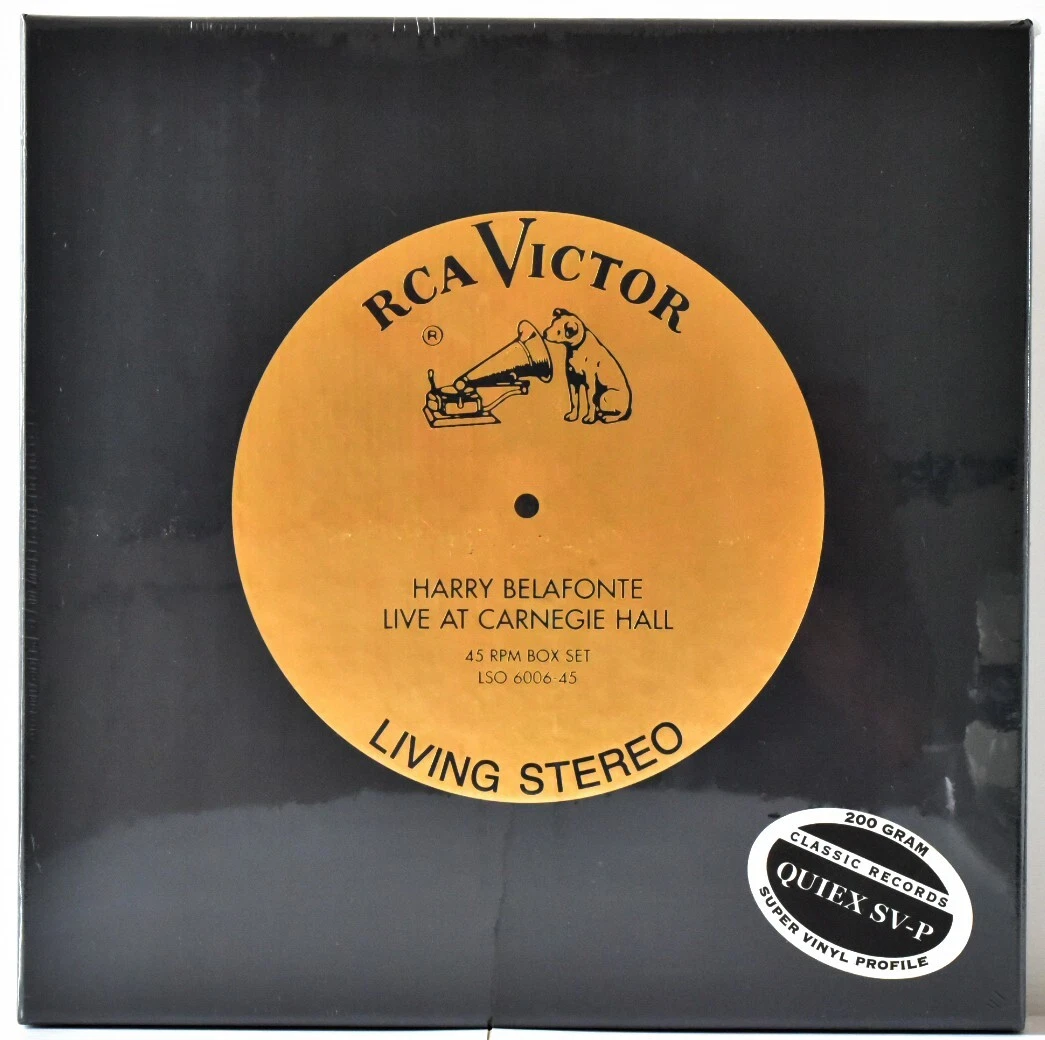 RCA VICTOR
®
HARRY BELAFONTE
LIVE AT CARNEGIE HALL
45 RPM BOX SET
LSO 6006-45
LIVING STEREO
200 GRAM
CLASSIC RECORDS
QUIEX SV-P
SUPER VINYL PROFILE